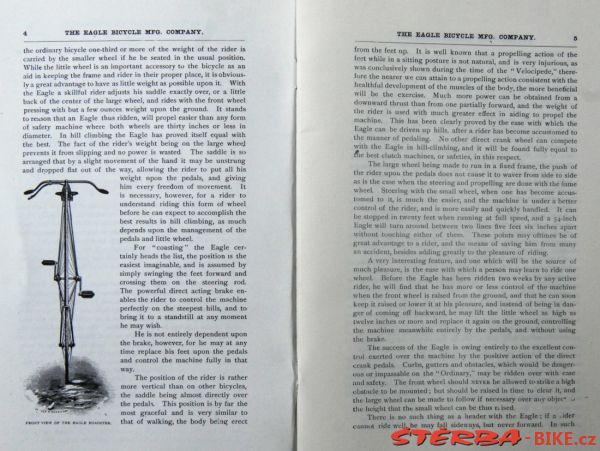 4 THE EAGLE BICYCLE MFG. COMPANY.
the ordinary bicycle one-third or more of the weight of the rider is
carried by the smaller wheel if he be seated in the usual position.
While the little wheel is an important accessory to the bicycle as an
aid in keeping the frame and rider in their proper place, it is obvious-
ly a great advantage to have as little weight as possible upon it. With
the Eagle a skillful rider adjusts his saddle exactly over, or a little
back of the center of the large wheel, and rides with the front wheel
pressing with but a few ounces weight upon the ground. It stands
to reason that an Eagle thus ridden, will propel easier than any form
of safety machine where both wheels are thirty inches or less in
diameter. In hill climbing the Eagle has proved itself equal with
the best. The fact of the rider's weight being on the large wheel
prevents it from slipping and no power is wasted. The saddle is so
arranged that by a slight movement of the hand it may be unstrung
and dropped flat out of the way, allowing the rider to put all his
weight upon the pedals, and giving
him every freedom of movement. It
is necessary, however, for a rider to
understand riding this form of wheel
before he can expect to accomplish the
best results in hill climbing, as much
depends upon the management of the
pedals and little wheel.
For "coasting" the Eagle cer-
tainly heads the list, the position is the
easiest imaginable, and is assumed by
simply swinging the feet forward and
crossing them on the steering rod.
The powerful direct acting brake en-
ables the rider to control the machine
perfectly on the steepest hills, and to
bring it to a standstill at any moment
he may wish.
He is not entirely dependent upon
the brake, however, for he may at any
time replace his feet upon the pedals
and control the machine fully in that
way.
The position of the rider is rather
more vertical than on other bicycles,
the saddle being almost directly over
the pedals. This position is by far the
most graceful and is very similar to
that of walking, the body being erect
FRONT VIEW OF THE EAGLE ROADSTER.
THE EAGLE BICYCLE MFG. COMPANY. 5
from the feet up. It is well known that a propelling action of the
feet while in a sitting posture is not natural, and is very injurious, as
was conclusively shown during the time of the "Velocipede," there-
fore the nearer we can attain to a propelling action consistent with the
healthful development of the muscles of the body, the more beneficial
will be the exercise. Much more power can be obtained from a
downward thrust than from one partially forward, and the weight of
the rider is used with much greater effect in aiding to propel the
machine. This has been clearly proved by the ease with which the
Eagle can be driven up hills, after a rider has become accustomed to
the manner of pedaling. No other direct crank wheel can compete
with the Eagle in hill-climbing, and it will be found fully equal to
the best clutch machines, or safeties, in this respect.
The large wheel being made to run in a fixed frame, the push of
the rider upon the pedals does not cause it to waver from side to side
as is the case when the steering and propelling are done with the same
wheel. Steering with the small wheel, when one has become accus-
tomed to it, is much the easier, and the machine is under a better
control of the rider, and is more easily and quickly handled. It can
be stopped in twenty feet when running at full speed, and a 54-inch
Eagle will turn around between two lines five feet six inches apart
without touching either of them. These points may oftimes be of
great advantage to a rider, and the means of saving him from many
an accident, besides adding greatly to the pleasure of riding.
A very interesting feature, and one which will be the source of
much pleasure, is the ease with which a person may learn to ride one
wheel. Before the Eagle has been ridden two weeks by any active
rider, he will find that he has more or less control of the machine
when the front wheel is raised from the ground, and that he can soon
keep it raised or lower it at his pleasure, and instead of being in dan-
ger of coming off backward, he may lift the little wheel as high as
twelve inches or more and replace it again on the ground, controlling
the machine meanwhile entirely by the pedals, and without using
the brake.
The success of the Eagle is owing entirely to the excellent con-
trol exerted over the machine by the positive action of the direct
crank pedals. Curbs, gutters and obstacles, which would be danger-
ous or impassable on the "Ordinary," may be ridden over with ease
and safety. The front wheel should never be allowed to strike a high
obstacle to be mounted; but should be raised in time to clear it, and
the large wheel can be made to follow if necessary over any object
the height that the small wheel can be thus raised.
There is no such thing as a header with the Eagle; if a rider
cannot ride well, he may fall sideways, but never forward. In such
STERBA-BIKE.cz